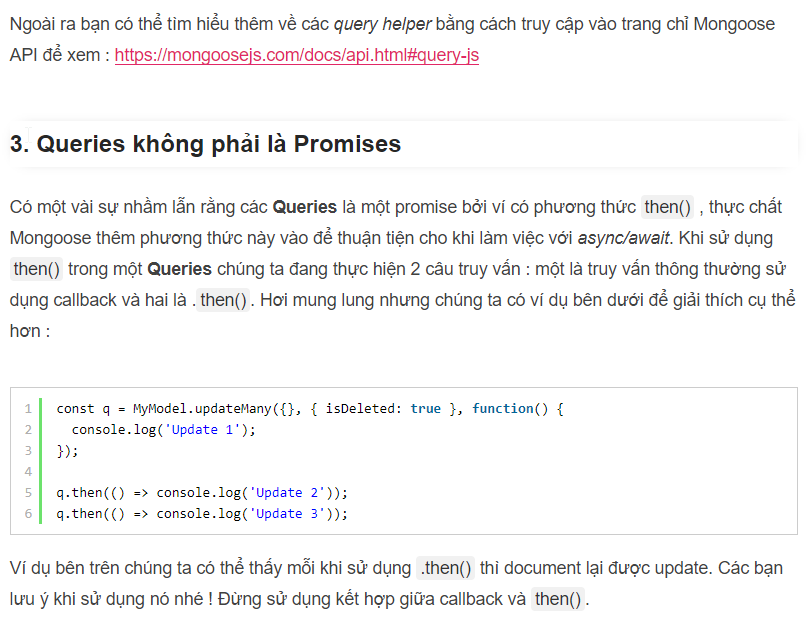 Ngoài ra bạn có thể tìm hiểu thêm về các query helper bằng cách truy cập vào trang chỉ Mongoose
API để xem : https://mongoosejs.com/docs/api.html#query-js
3. Queries không phải là Promises
Có một vài sự nhầm lẫn rằng các Queries là một promise bởi ví có phương thức then() , thực chất
Mongoose thêm phương thức này vào để thuận tiện cho khi làm việc với async/await. Khi sử dụng
then() trong một Queries chúng ta đang thực hiện 2 câu truy vấn : một là truy vấn thông thường sử
dụng callback và hai là . then() . Hơi mung lung nhưng chúng ta có ví dụ bên dưới để giải thích cụ thể
hơn :
1 const q = MyModel.updateMany({}, { isDeleted: true }, function() {
2   console.log('Update 1');
3 });
4
5 q.then(() => console.log('Update 2'));
6 q.then(() => console.log('Update 3'));
Ví dụ bên trên chúng ta có thể thấy mỗi khi sử dụng .then() thì document lại được update. Các bạn
lưu ý khi sử dụng nó nhé ! Đừng sử dụng kết hợp giữa callback và then() .